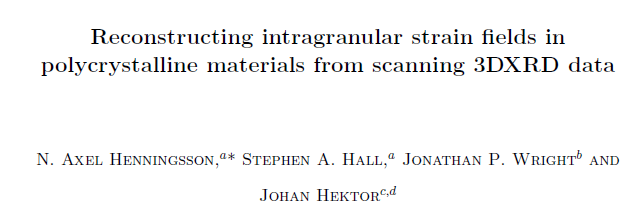 Reconstructing intragranular strain fields in
polycrystalline materials from scanning 3DXRD data
N. Axel Henningsson,a* Stephen A. Hall,a Jonathan P. Wrightb and
Johan Hektorc,d